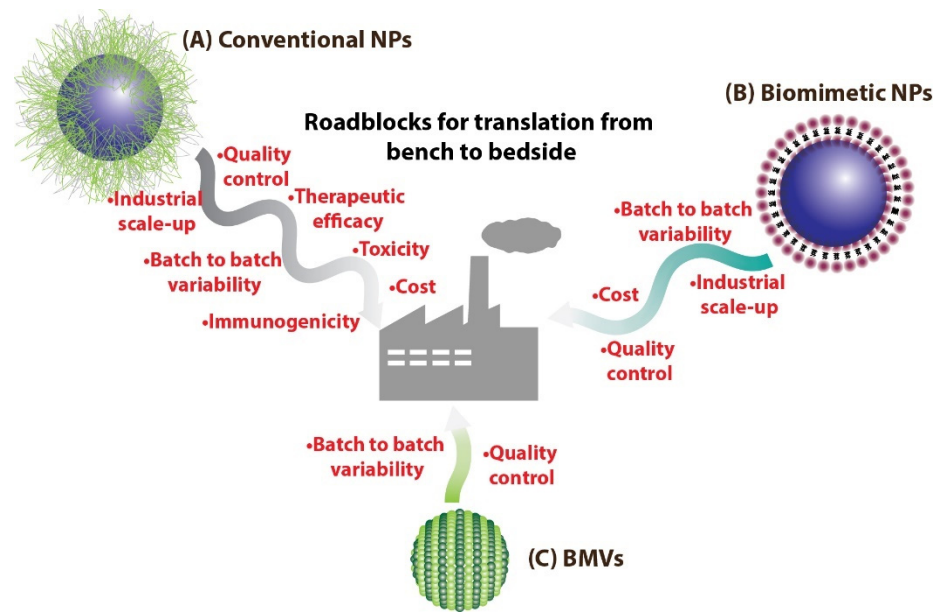 (A) Conventional NPs
(B) Biomimetic NPs
Roadblocks for translation from
bench to bedside
•Quality
control
•Industrial
scale-up
•Therapeutic
efficacy
•Toxicity
•Batch to batch
variability
•Cost
•Immunogenicity
•Batch to batch
variability
•Industrial
scale-up
•Cost
•Quality
control
•Batch to batch
variability
•Quality
control
(C) BMVs